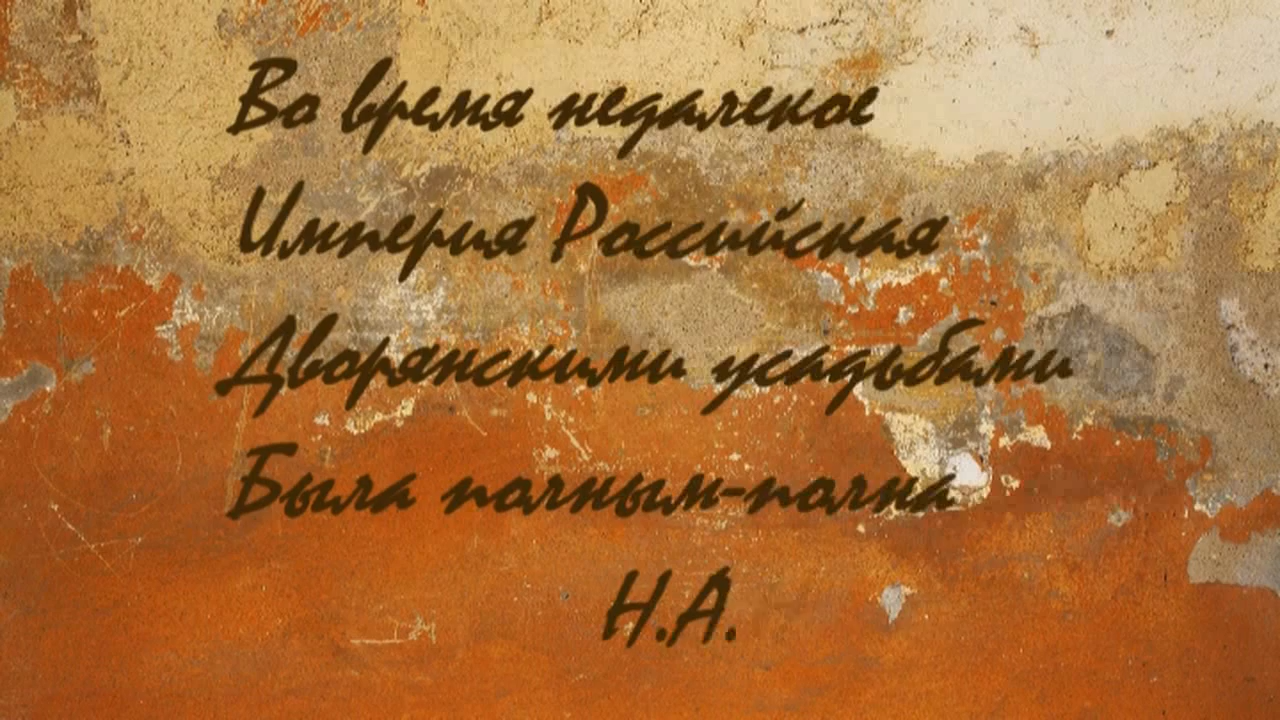 Во время недалекое
Империя Российская
Дворянскими усадьбами
Была полным-полна
Н.А.